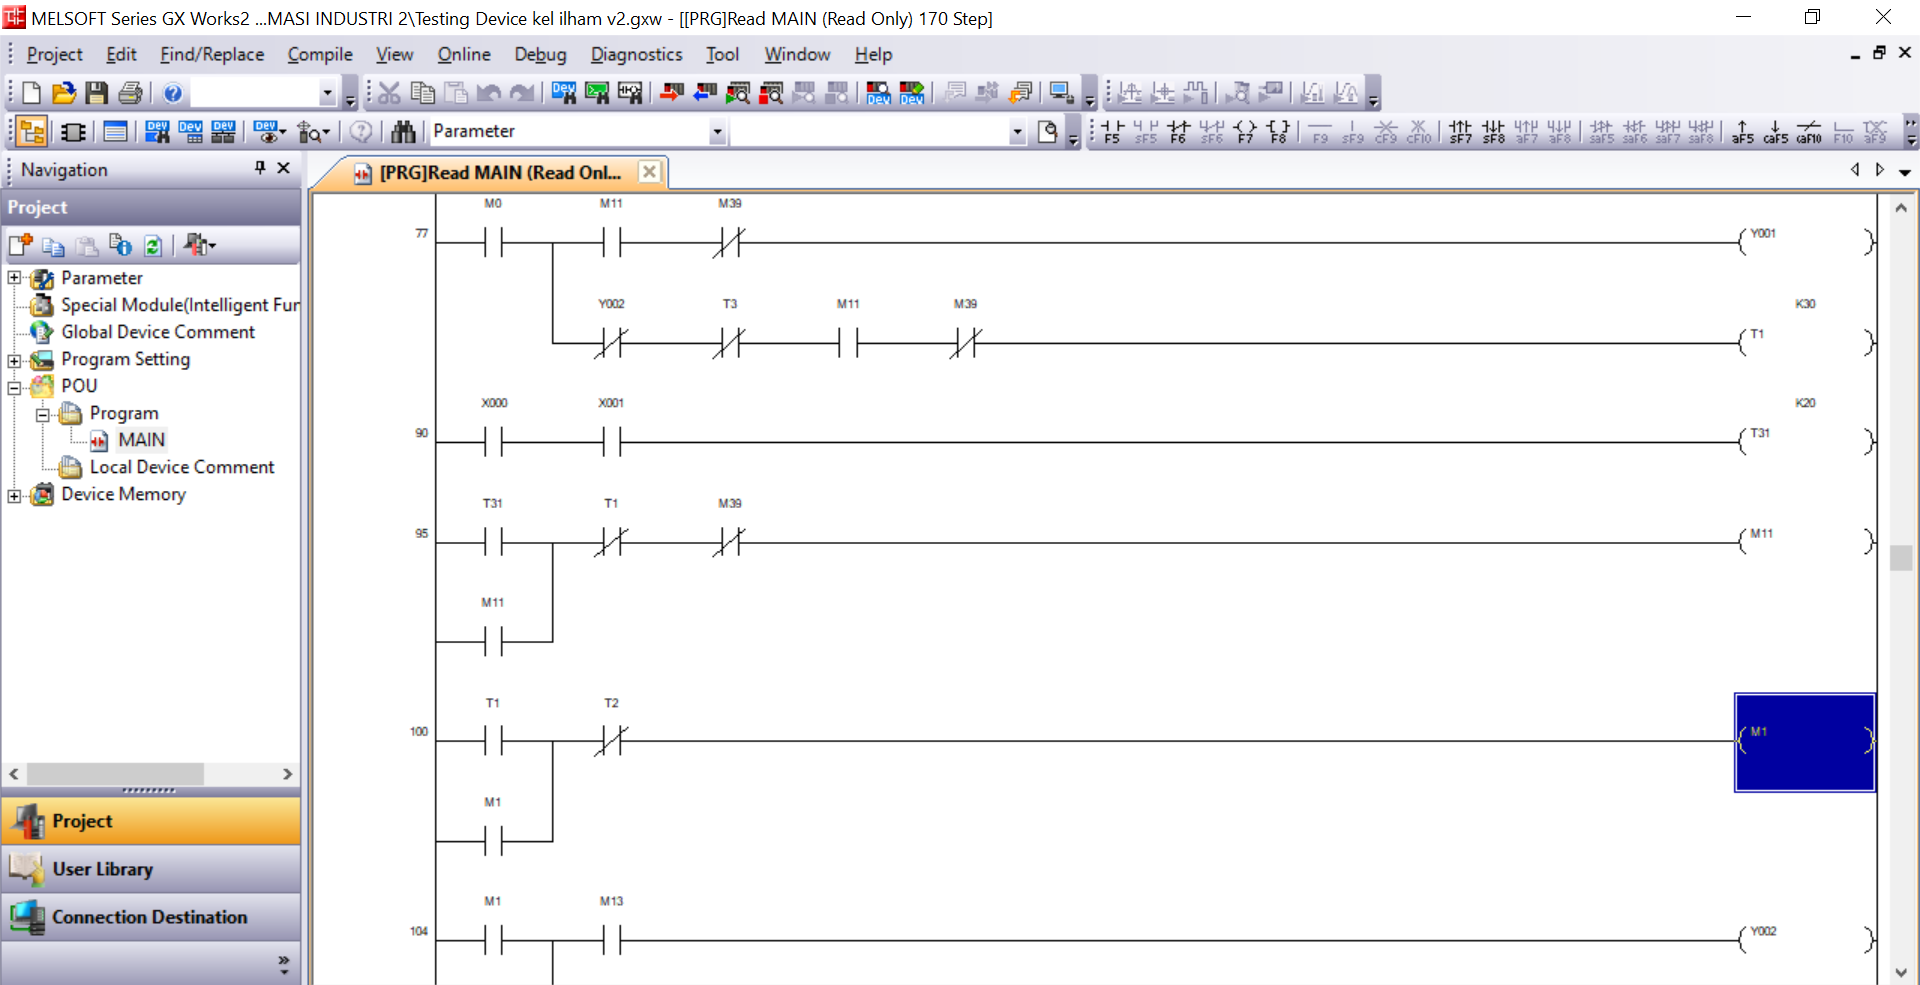 MELSOFT Series GX Works2 ...MASI INDUSTRI 2\Testing Device kel ilham v2.gxw - [[PRG]Read MAIN (Read Only) 170 Step]
Project Edit Find/Replace Compile View Online Debug Diagnostics Tool Window Help
Parameter
F5 sF5 F6 sF6 F7 F8 F9 sF9 cF9 cF10 sF7 sF8 aF7 aF8 saF5 saF6 saF7 saF8 aF5 caF5 caF10 F10 aF9
Navigation
[PRG]Read MAIN (Read Onl...
Project
Parameter
Special Module(Intelligent Fur
Global Device Comment
Program Setting
POU
Program
MAIN
Local Device Comment
Device Memory
Project
User Library
Connection Destination
M0 M11 M39
77 Y001
Y002 T3 M11 M39 K30
T1
X000 X001 K20
90 T31
T31 T1 M39
95 M11
M11
T1 T2
100 M1
M1
M1 M13
104 Y002